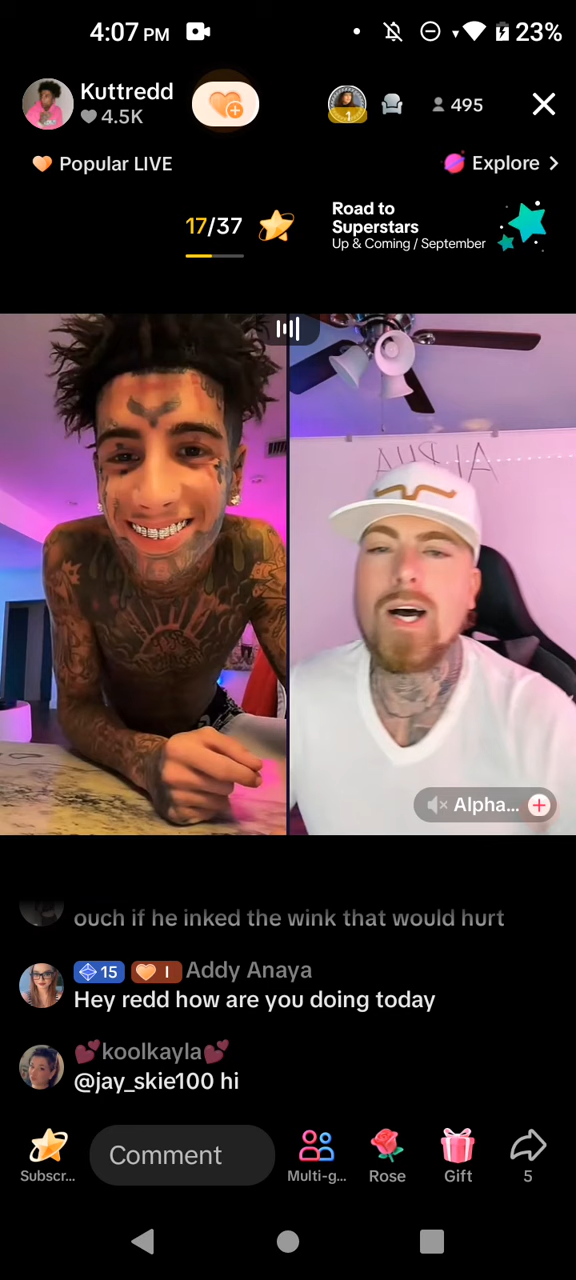 4:07 PM
23%
Kuttredd
4.5K
1
495
Popular LIVE
Explore >
17/37
Road to
Superstars
Up & Coming / September
ALPHA
Alpha...
ouch if he inked the wink that would hurt
15 I Addy Anaya
Hey redd how are you doing today
💕koolkayla💕
@jay_skie100 hi
Comment
Subscr...
Multi-g...
Rose
Gift
5